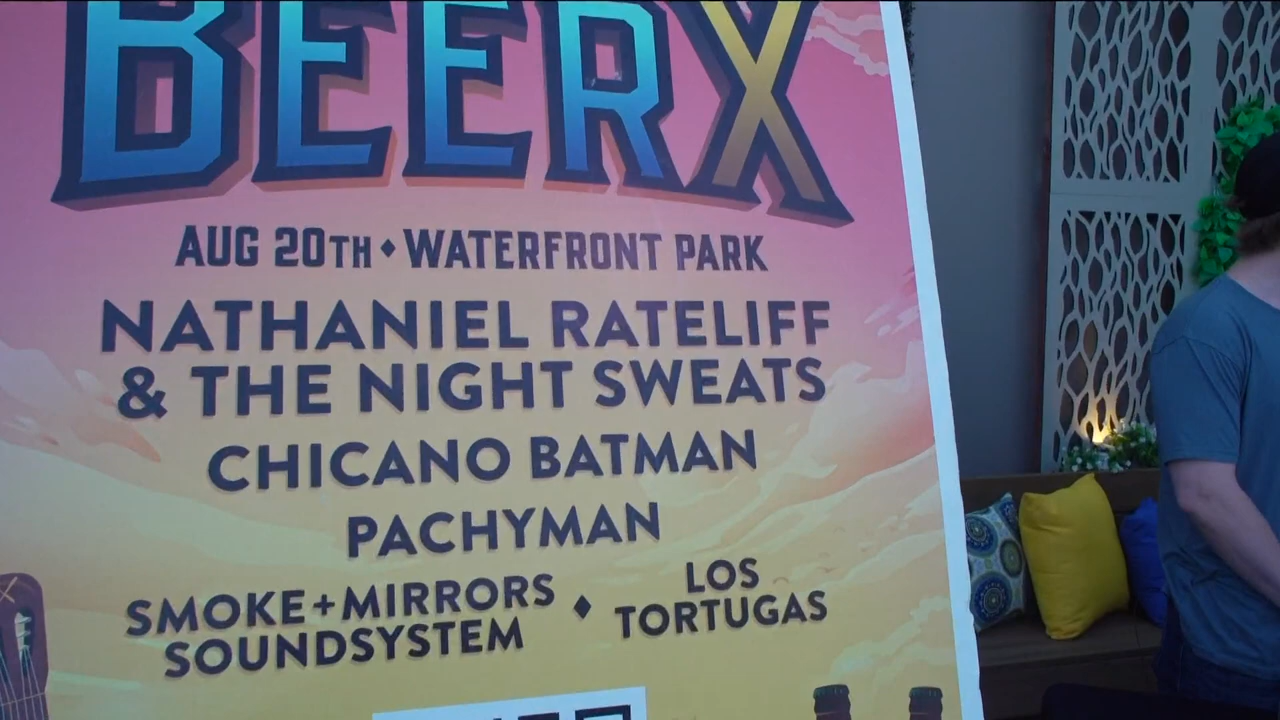 BEERX
AUG 20TH ♦ WATERFRONT PARK
NATHANIEL RATELIFF
& THE NIGHT SWEATS
CHICANO BATMAN
PACHYMAN
SMOKE+MIRRORS
SOUNDSYSTEM ♦ LOS
TORTUGAS